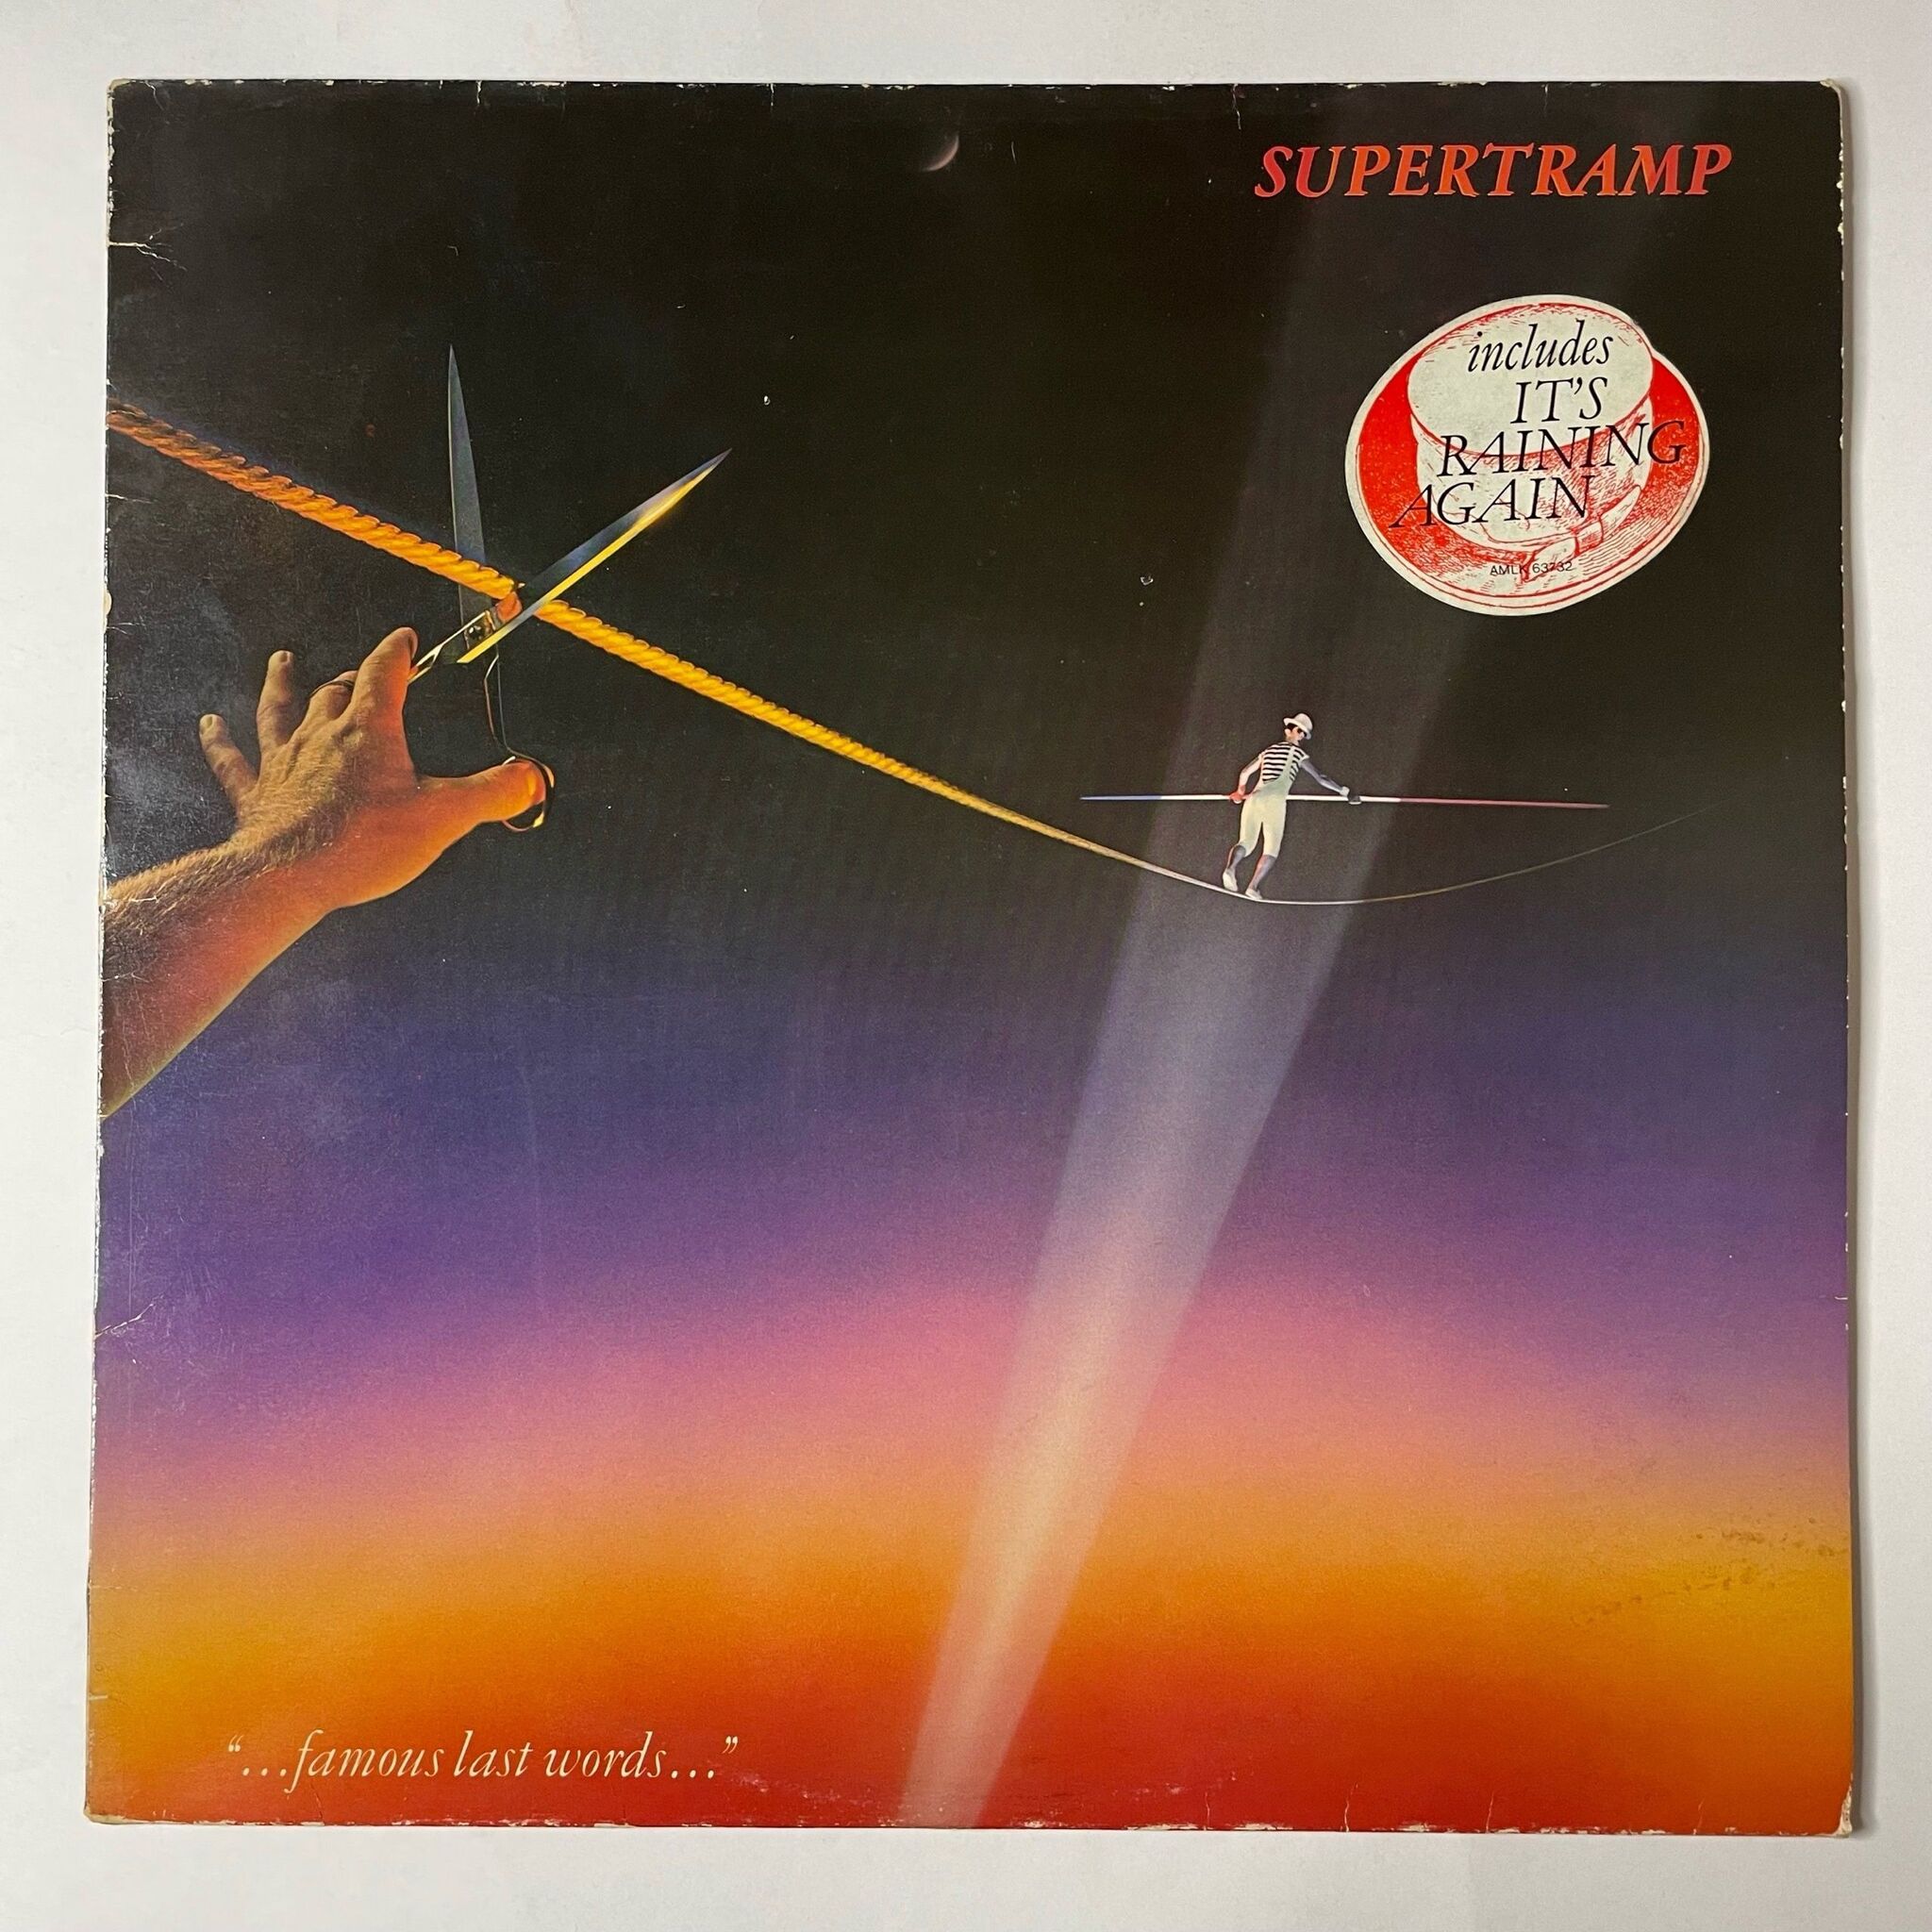 SUPERTRAMP
includes
IT'S
RAINING
AGAIN
AMLK 63732
“...famous last words...”